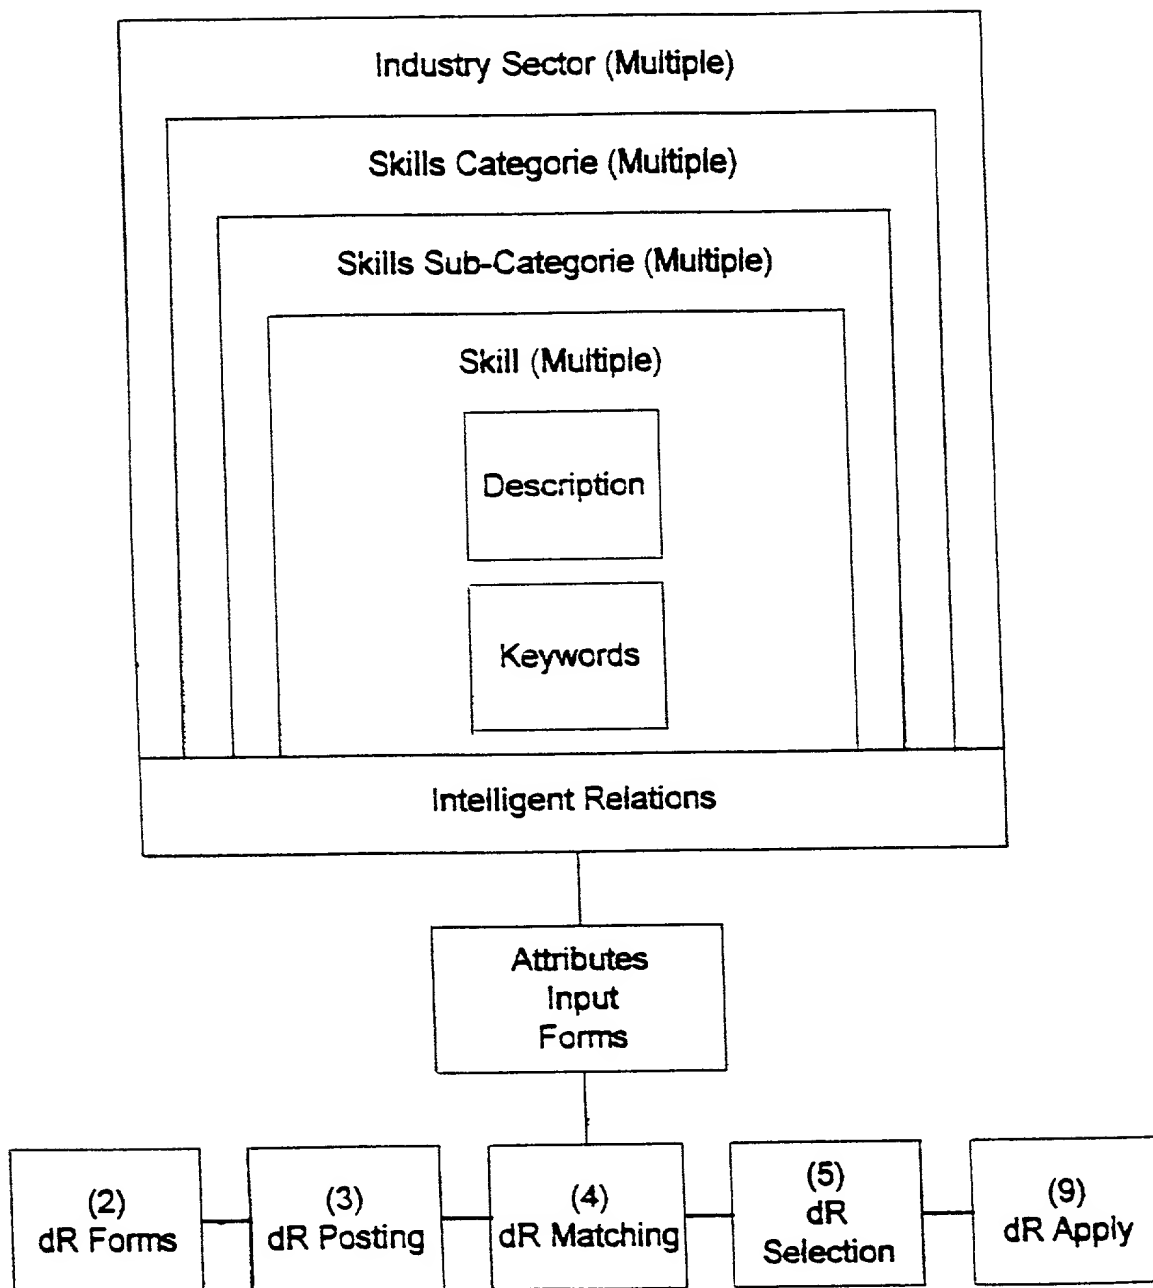 Industry Sector (Multiple)
Skills Categorie (Multiple)
Skills Sub-Categorie (Multiple)
Skill (Multiple)
Description
Keywords
Intelligent Relations
Attributes
Input
Forms
(2)
dR Forms
(3)
dR Posting
(4)
dR Matching
(5)
dR
Selection
(9)
dR Apply